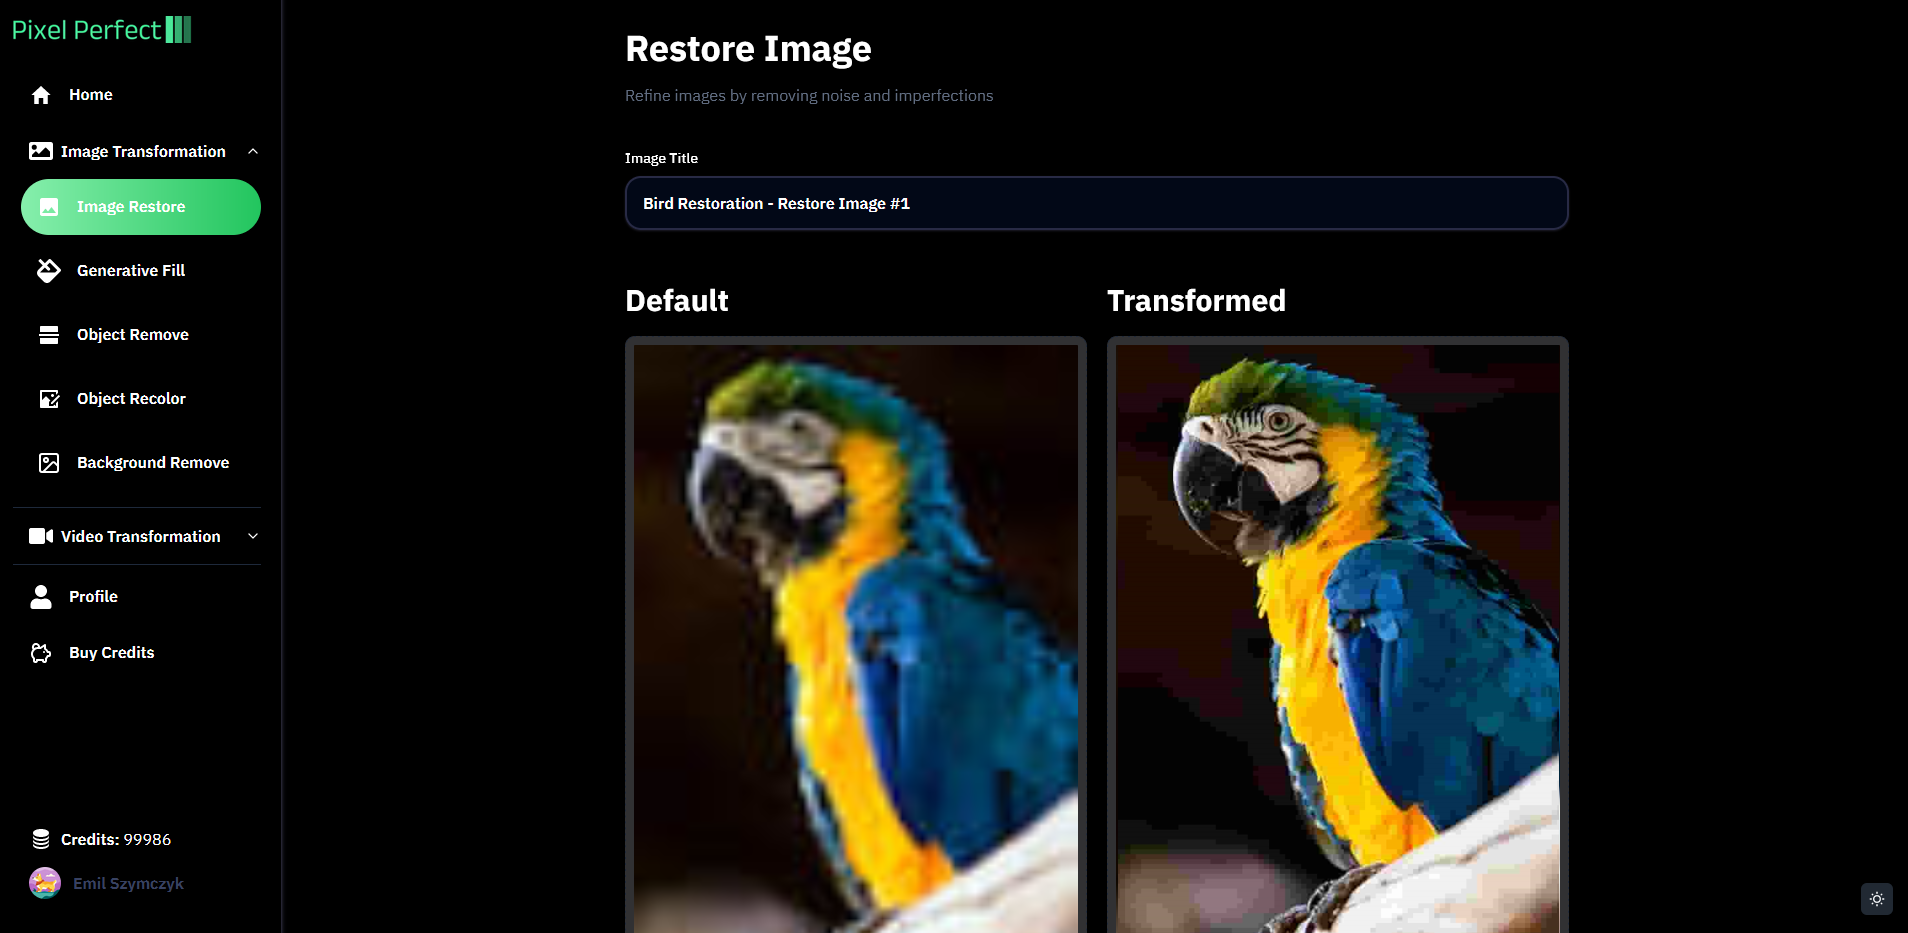 Pixel Perfect
Home
Image Transformation
Image Restore
Generative Fill
Object Remove
Object Recolor
Background Remove
Video Transformation
Profile
Buy Credits
Credits: 99986
Emil Szymczyk
Restore Image
Refine images by removing noise and imperfections
Image Title
Bird Restoration - Restore Image #1
Default
Transformed